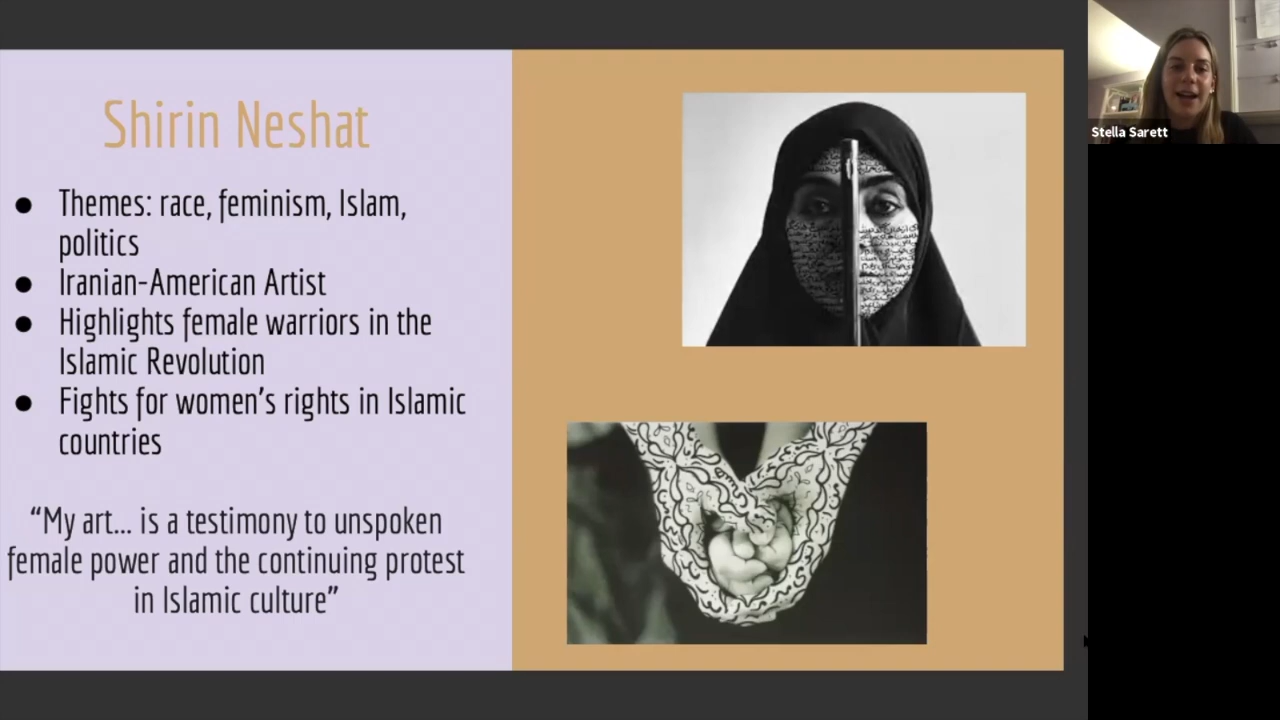 Shirin Neshat
● Themes: race, feminism, Islam,
politics
● Iranian-American Artist
● Highlights female warriors in the
Islamic Revolution
● Fights for women's rights in Islamic
countries
“My art... is a testimony to unspoken
female power and the continuing protest
in Islamic culture”
Stella Sarett